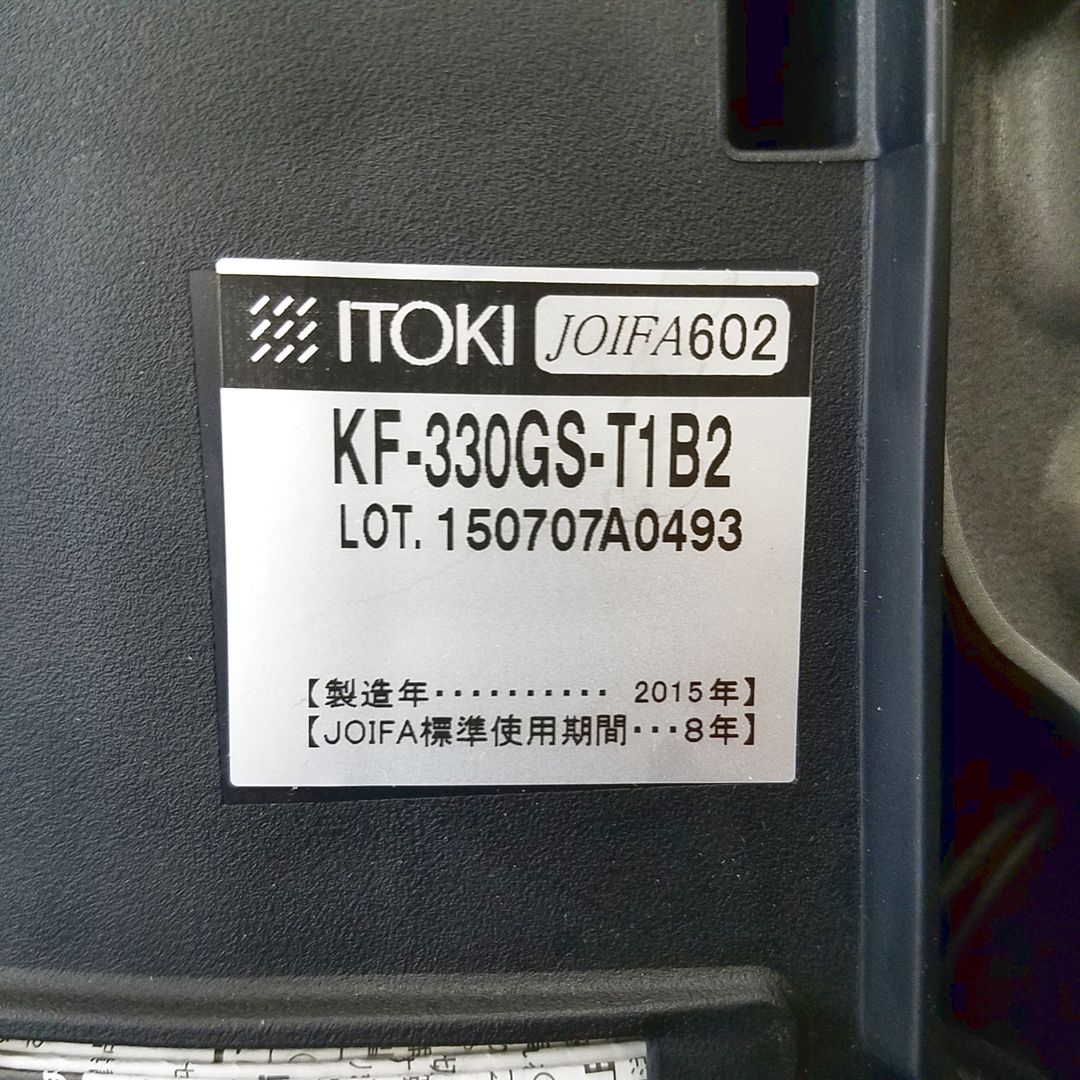 ITOKI JOIFA602
KF-330GS-T1B2
LOT. 150707A0493
【製造年・・・・・・・・・・ 2015年】
【JOIFA標準使用期間・・・8年】